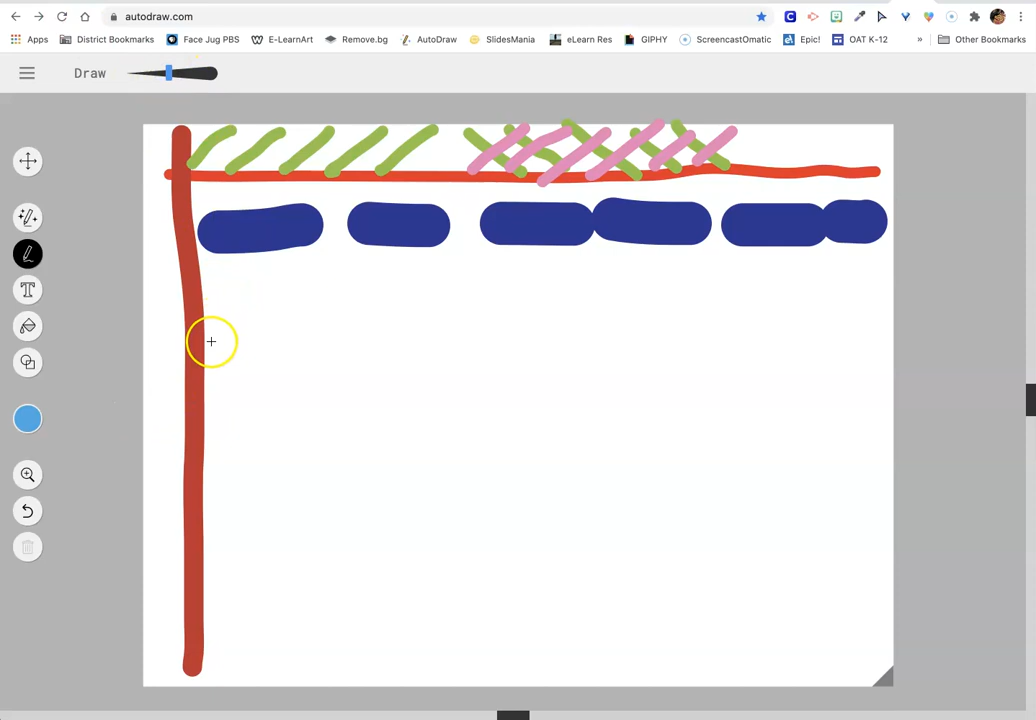 autodraw.com
Apps District Bookmarks Face Jug PBS E-LearnArt Remove.bg AutoDraw SlidesMania eLearn Res GIPHY ScreencastOmatic Epic! OAT K-12 » Other Bookmarks
Draw